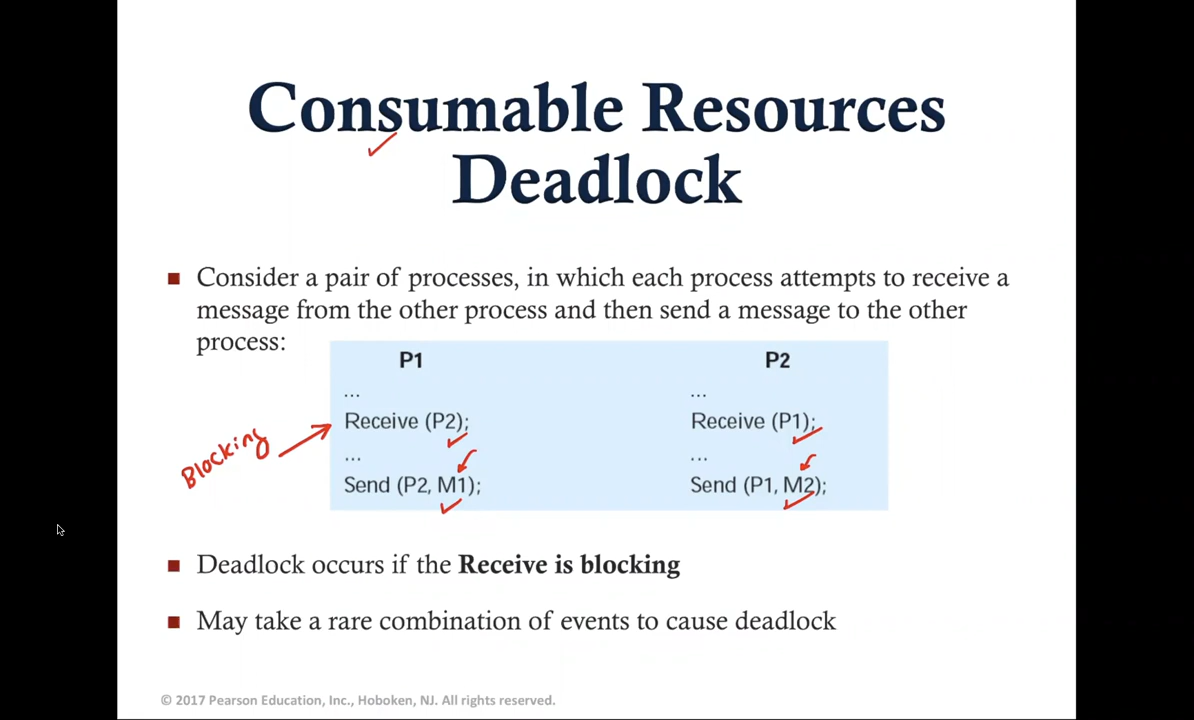 Consumable Resources
Deadlock
■ Consider a pair of processes, in which each process attempts to receive a
message from the other process and then send a message to the other
process:
P1 P2
... ...
Blocking Receive (P2); Receive (P1);
... ...
Send (P2, M1); Send (P1, M2);
■ Deadlock occurs if the Receive is blocking
■ May take a rare combination of events to cause deadlock
© 2017 Pearson Education, Inc., Hoboken, NJ. All rights reserved.